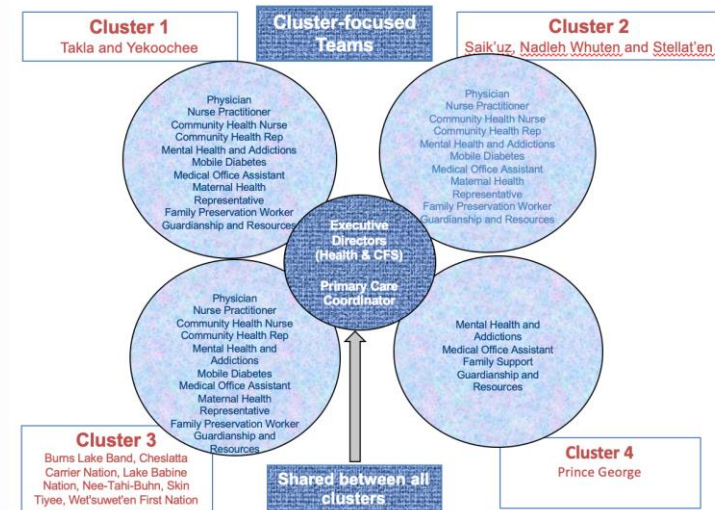 Cluster 1
Takla and Yekoochee
Cluster-focused
Teams
Cluster 2
Saik'uz, Nadleh Whuten and Stellat'en
Physician
Nurse Practitioner
Community Health Nurse
Community Health Rep
Mental Health and Addictions
Mobile Diabetes
Medical Office Assistant
Maternal Health
Representative
Family Preservation Worker
Guardianship and Resources
Physician
Nurse Practitioner
Community Health Nurse
Community Health Rep
Mental Health and Addictions
Mobile Diabetes
Medical Office Assistant
Maternal Health
Representative
Family Preservation Worker
Guardianship and Resources
Executive
Directors
(Health & CFS)
Primary Care
Coordinator
Physician
Nurse Practitioner
Community Health Nurse
Community Health Rep
Mental Health and
Addictions
Mobile Diabetes
Medical Office Assistant
Maternal Health
Representative
Family Preservation Worker
Guardianship and
Resources
Mental Health and
Addictions
Medical Office Assistant
Family Support
Guardianship and
Resources
Cluster 3
Burns Lake Band, Cheslatta
Carrier Nation, Lake Babine
Nation, Nee-Tahi-Buhn, Skin
Tiyee, Wet'suwet'en First Nation
Shared between all
clusters
Cluster 4
Prince George